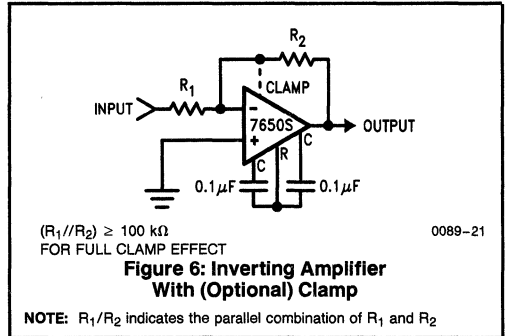 R2
R1
CLAMP
INPUT
-
7650S
+
OUTPUT
C
R
C
0.1μF
0.1μF
(R1//R2) ≥ 100 kΩ
0089-21
FOR FULL CLAMP EFFECT
Figure 6: Inverting Amplifier
With (Optional) Clamp
NOTE: R1/R2 indicates the parallel combination of R1 and R2